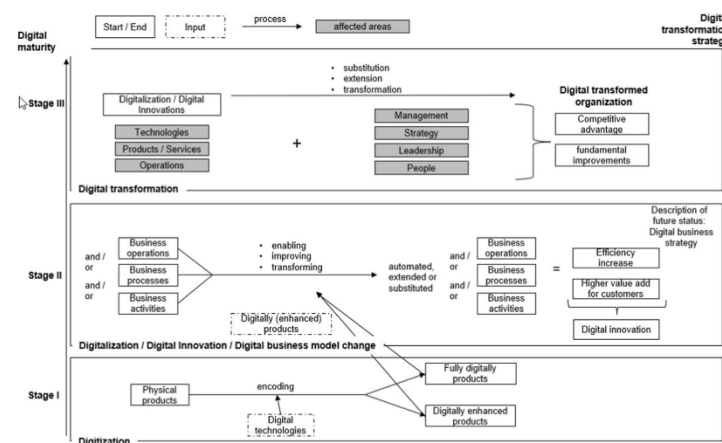 Start / End
Input
process
affected areas
Digital
maturity
Stage III
substitution
extension
transformation
Digitalization / Digital
Innovations
Technologies
Products / Services
Operations
+
Management
Strategy
Leadership
People
Digital transformed
organization
Competitive
advantage
fundamental
improvements
Digital transformation
Stage II
and /
or
and /
or
Business
operations
Business
processes
Business
activities
enabling
improving
transforming
automated,
extended or
substituted
and /
or
and /
or
Business
operations
Business
processes
Business
activities
=
Description of
future status:
Digital business
strategy
Efficiency
increase
Higher value add
for customers
Digital innovation
Digitally (enhanced)
products
Digitalization / Digital Innovation / Digital business model change
Stage I
Physical
products
encoding
Digital
technologies
Fully digitally
products
Digitally enhanced
products
Digitization